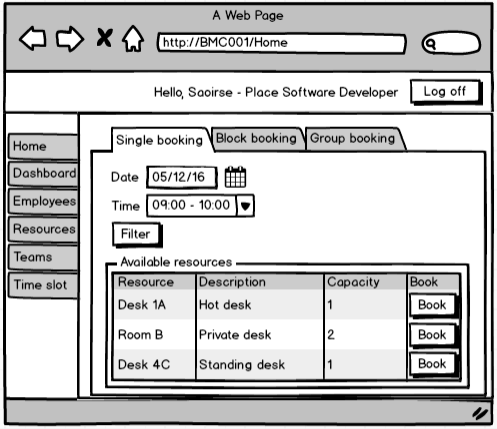 A Web Page
http://BMC001/Home
Hello, Saoirse - Place Software Developer Log off
Home
Dashboard
Employees
Resources
Teams
Time slot
Single booking Block booking Group booking
Date 05/12/16
Time 09:00 - 10:00
Filter
Available resources
Resource Description Capacity Book
Desk 1A Hot desk 1 Book
Room B Private desk 2 Book
Desk 4C Standing desk 1 Book